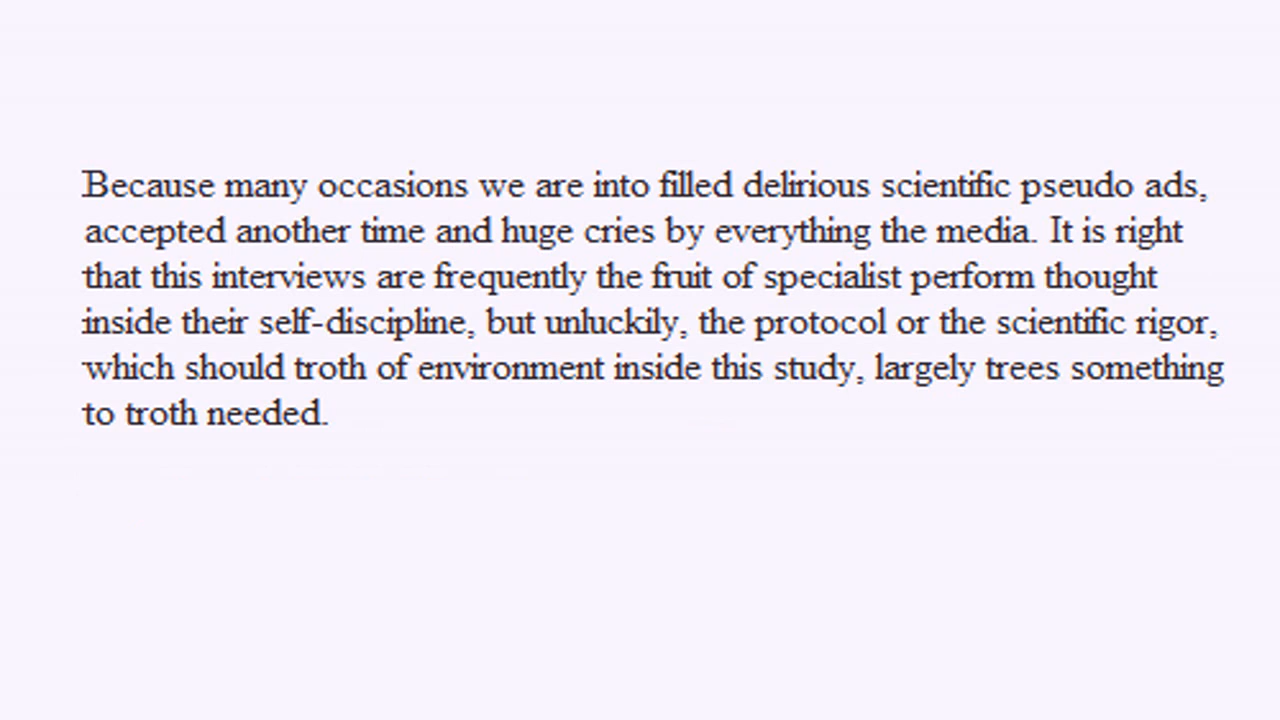 Because many occasions we are into filled delirious scientific pseudo ads,
accepted another time and huge cries by everything the media. It is right
that this interviews are frequently the fruit of specialist perform thought
inside their self-discipline, but unluckily, the protocol or the scientific rigor,
which should troth of environment inside this study, largely trees something
to troth needed.